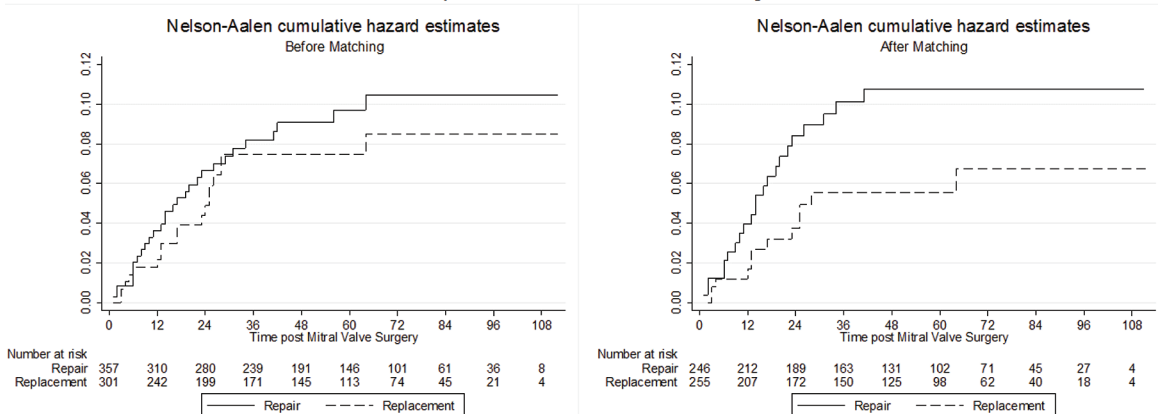 Nelson-Aalen cumulative hazard estimates
Before Matching
0.12
0.10
0.08
0.06
0.04
0.02
0.00
0 12 24 36 48 60 72 84 96 108
Time post Mitral Valve Surgery
Number at risk
Repair 357 310 280 239 191 146 101 61 36 8
Replacement 301 242 199 171 145 113 74 45 21 4
Repair Replacement
Nelson-Aalen cumulative hazard estimates
After Matching
0.12
0.10
0.08
0.06
0.04
0.02
0.00
0 12 24 36 48 60 72 84 96 108
Time post Mitral Valve Surgery
Number at risk
Repair 246 212 189 163 131 102 71 45 27 4
Replacement 255 207 172 150 125 98 62 40 18 4
Repair Replacement